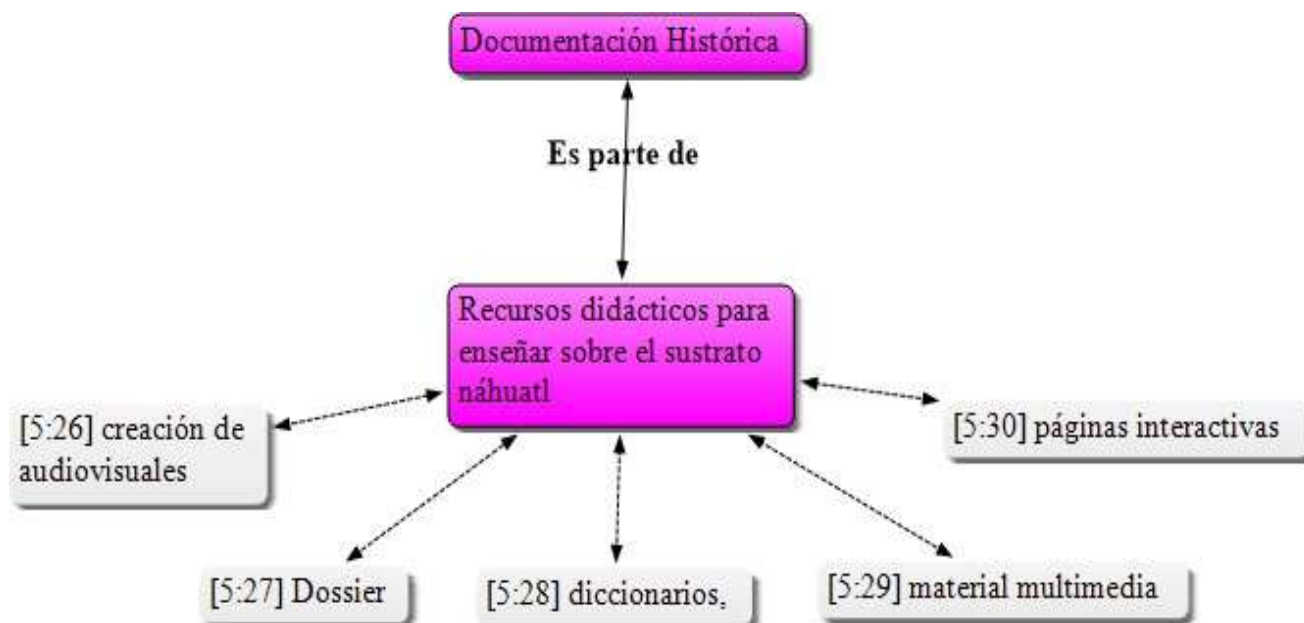 Documentación Histórica
Es parte de
Recursos didácticos para
enseñar sobre el sustrato
náhuatl
[5:26] creación de
audiovisuales
[5:30] páginas interactivas
[5:27] Dossier
[5:28] diccionarios,
[5:29] material multimedia